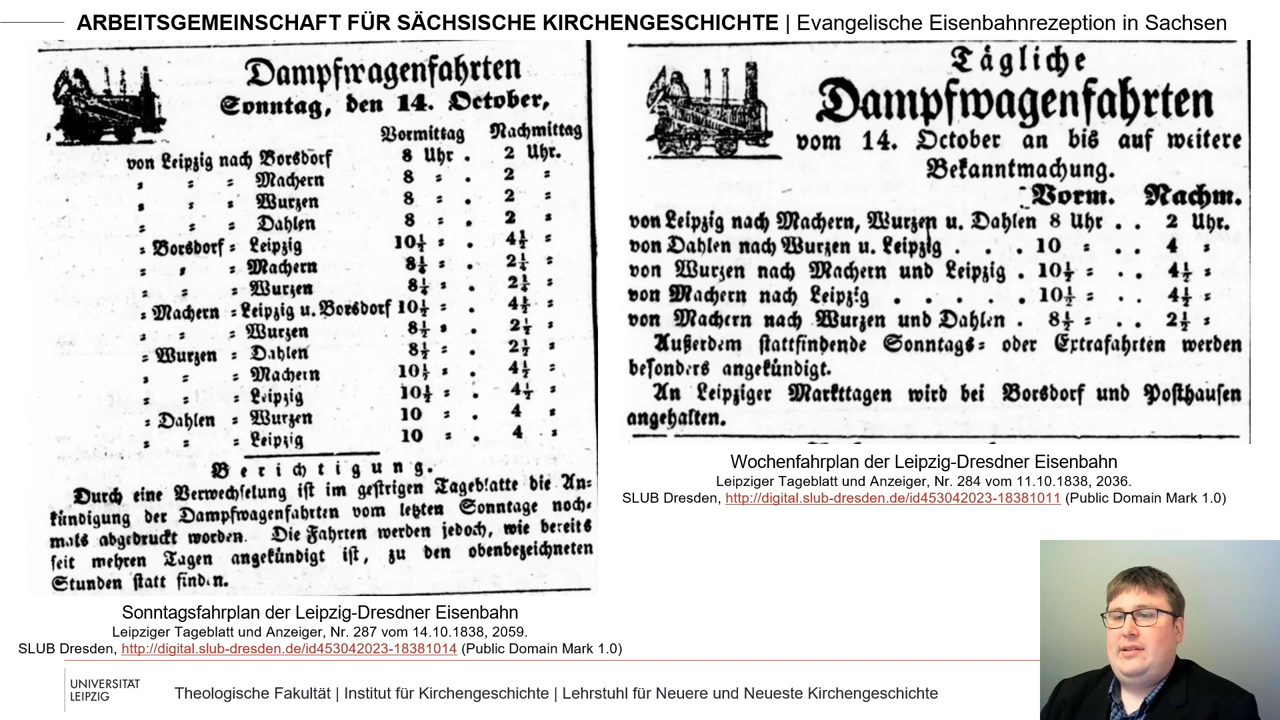 ARBEITSGEMEINSCHAFT FÜR SÄCHSISCHE KIRCHENGESCHICHTE | Evangelische Eisenbahnrezeption in Sachsen
Dampfwagenfahrten
Sonntag, den 14. October,
Vormittag Nachmittag
von Leipzig nach Borsdorf 8 Uhr . 2 Uhr.
= = = Machern 8 = . 2 =
= = = Wurzen 8 = . 2 =
= = = Dahlen 8 = . 2 =
= Borsdorf = Leipzig 10½ = . 4½ =
= = = Machern 8¼ = . 2¼ =
= = = Wurzen 8¼ = . 2¼ =
= Machern = Leipzig u. Borsdorf 10½ = . 4½ =
= = = Wurzen 8½ = . 2½ =
= Wurzen = Dahlen 8½ = . 2½ =
= = = Machern 10½ = . 4½ =
= = = Leipzig 10½ = . 4½ =
= Dahlen = Wurzen 10 = . 4 =
= = = Leipzig 10 = . 4 =
Berichtigung.
Durch eine Verwechselung ist im gestrigen Tageblatte die An-
kündigung der Dampfwagenfahrten vom letzten Sonntage noch-
mals abgedruckt worden. Die Fahrten werden jedoch, wie bereits
seit mehren Tagen angekündigt ist, zu den obenbezeichneten
Stunden statt finden.
Sonntagsfahrplan der Leipzig-Dresdner Eisenbahn
Leipziger Tageblatt und Anzeiger, Nr. 287 vom 14.10.1838, 2059.
SLUB Dresden, http://digital.slub-dresden.de/id453042023-18381014 (Public Domain Mark 1.0)
Tägliche
Dampfwagenfahrten
vom 14. October an bis auf weitere
Bekanntmachung.
Vorm. Nachm.
von Leipzig nach Machern, Wurzen u. Dahlen 8 Uhr . . 2 Uhr.
von Dahlen nach Wurzen u. Leipzig . . . 10 = . . 4 =
von Wurzen nach Machern und Leipzig . 10½ = . . 4½ =
von Machern nach Leipzig . . . . . . 10½ = . . 4½ =
von Machern nach Wurzen und Dahlen . 8½ = . . 2½ =
Außerdem stattfindende Sonntags= oder Extrafahrten werden
besonders angekündigt.
An Leipziger Markttagen wird bei Borsdorf und Posthausen
angehalten.
Wochenfahrplan der Leipzig-Dresdner Eisenbahn
Leipziger Tageblatt und Anzeiger, Nr. 284 vom 11.10.1838, 2036.
SLUB Dresden, http://digital.slub-dresden.de/id453042023-18381011 (Public Domain Mark 1.0)
UNIVERSITÄT
LEIPZIG
Theologische Fakultät | Institut für Kirchengeschichte | Lehrstuhl für Neuere und Neueste Kirchengeschichte